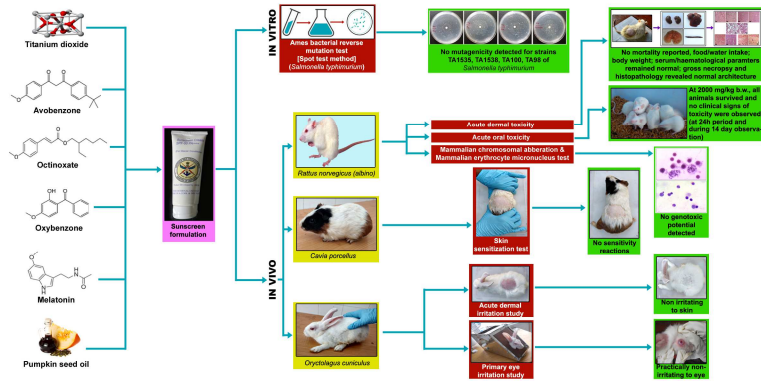 Titanium dioxide
Avobenzone
Octinoxate
OH
Oxybenzone
Melatonin
Pumpkin seed oil
Sunscreen
formulation
IN VITRO
IN VIVO
Ames bacterial reverse
mutation test
[Spot test method]
(Salmonella typhimurium)
No mutagenicity detected for strains
TA1535, TA1538, TA100, TA98 of
Salmonella typhimurium
No mortality reported, food/water intake;
body weight; serum/haematological paramters
remained normal; gross necropsy and
histopathology revealed normal architecture
Rattus norvegicus (albino)
Acute dermal toxicity
Acute oral toxicity
Mammalian chromosomal abberation &
Mammalian erythrocyte micronucleus test
At 2000 mg/kg b.w., all
animals survived and
no clinical signs of
toxicity were observed
(at 24h period and
during 14 day observa-
tion)
No genotoxic
potential
detected
Cavia porcellus
Skin
sensitization test
No sensitivity
reactions
Oryctolagus cuniculus
Acute dermal
irritation study
Non irritating
to skin
Primary eye
irritation study
Practically non-
irritating to eye